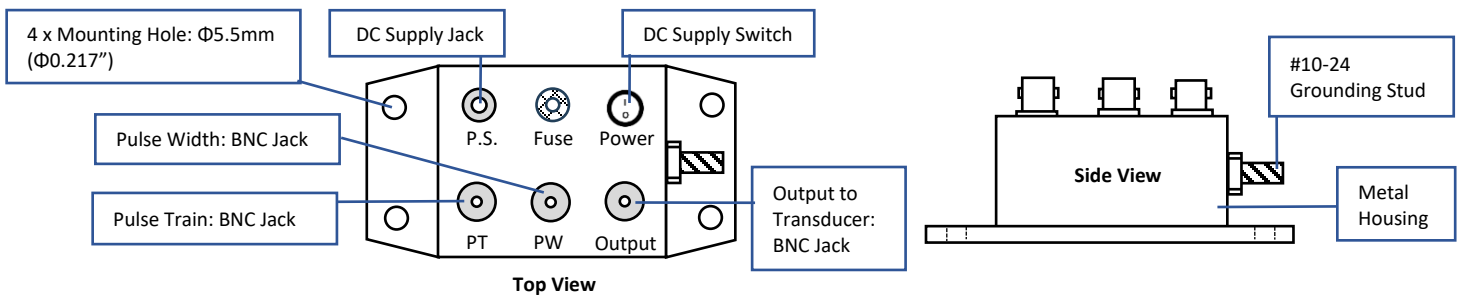 4 x Mounting Hole: Φ5.5mm
(Φ0.217”)
DC Supply Jack
DC Supply Switch
#10-24
Grounding Stud
P.S.
Fuse
Power
I
O
Pulse Width: BNC Jack
Side View
Output to
Transducer:
BNC Jack
Metal
Housing
Pulse Train: BNC Jack
PT
PW
Output
Top View